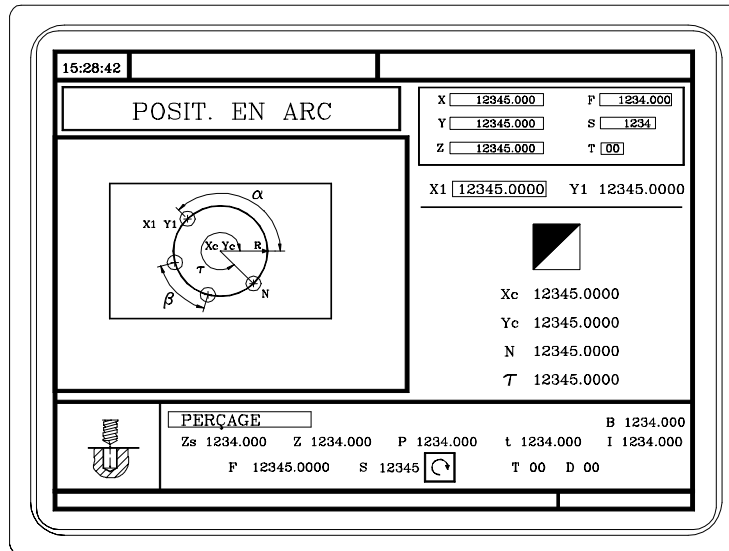 15:28:42
POSIT. EN ARC
X 12345.000 F 1234.000
Y 12345.000 S 1234
Z 12345.000 T 00
X1 12345.0000 Y1 12345.0000
α
X1 Y1
Xc Yc R
τ
β
N
Xc 12345.0000
Yc 12345.0000
N 12345.0000
τ 12345.0000
PERÇAGE
B 1234.000
Zs 1234.000 Z 1234.000 P 1234.000 t 1234.000 I 1234.000
F 12345.0000 S 12345 T 00 D 00